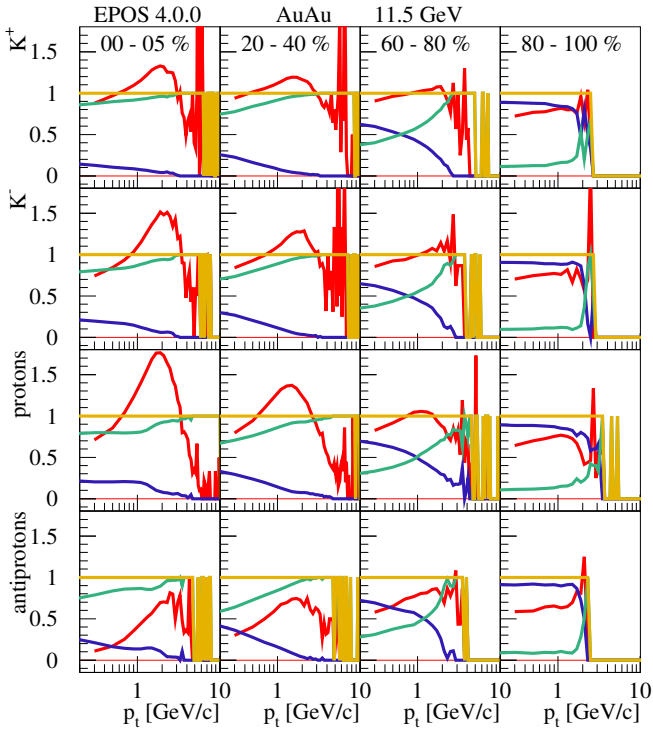 EPOS 4.0.0 AuAu 11.5 GeV
K+ 00 - 05 % 20 - 40 % 60 - 80 % 80 - 100 %
1.5
1
0.5
0
K-
1.5
1
0.5
0
protons
1.5
1
0.5
0
antiprotons
1.5
1
0.5
0
1 10 1 10 1 10 1 10
pt [GeV/c] pt [GeV/c] pt [GeV/c] pt [GeV/c]